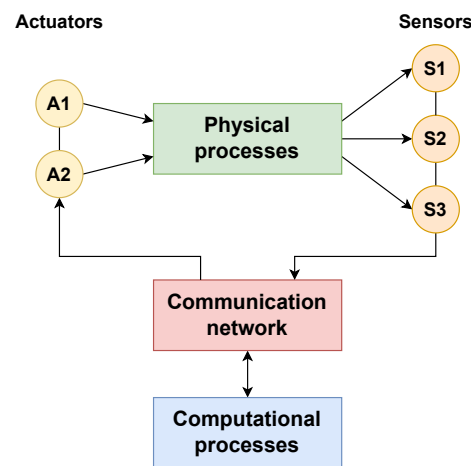 Actuators
Sensors
A1
A2
Physical
processes
S1
S2
S3
Communication
network
Computational
processes